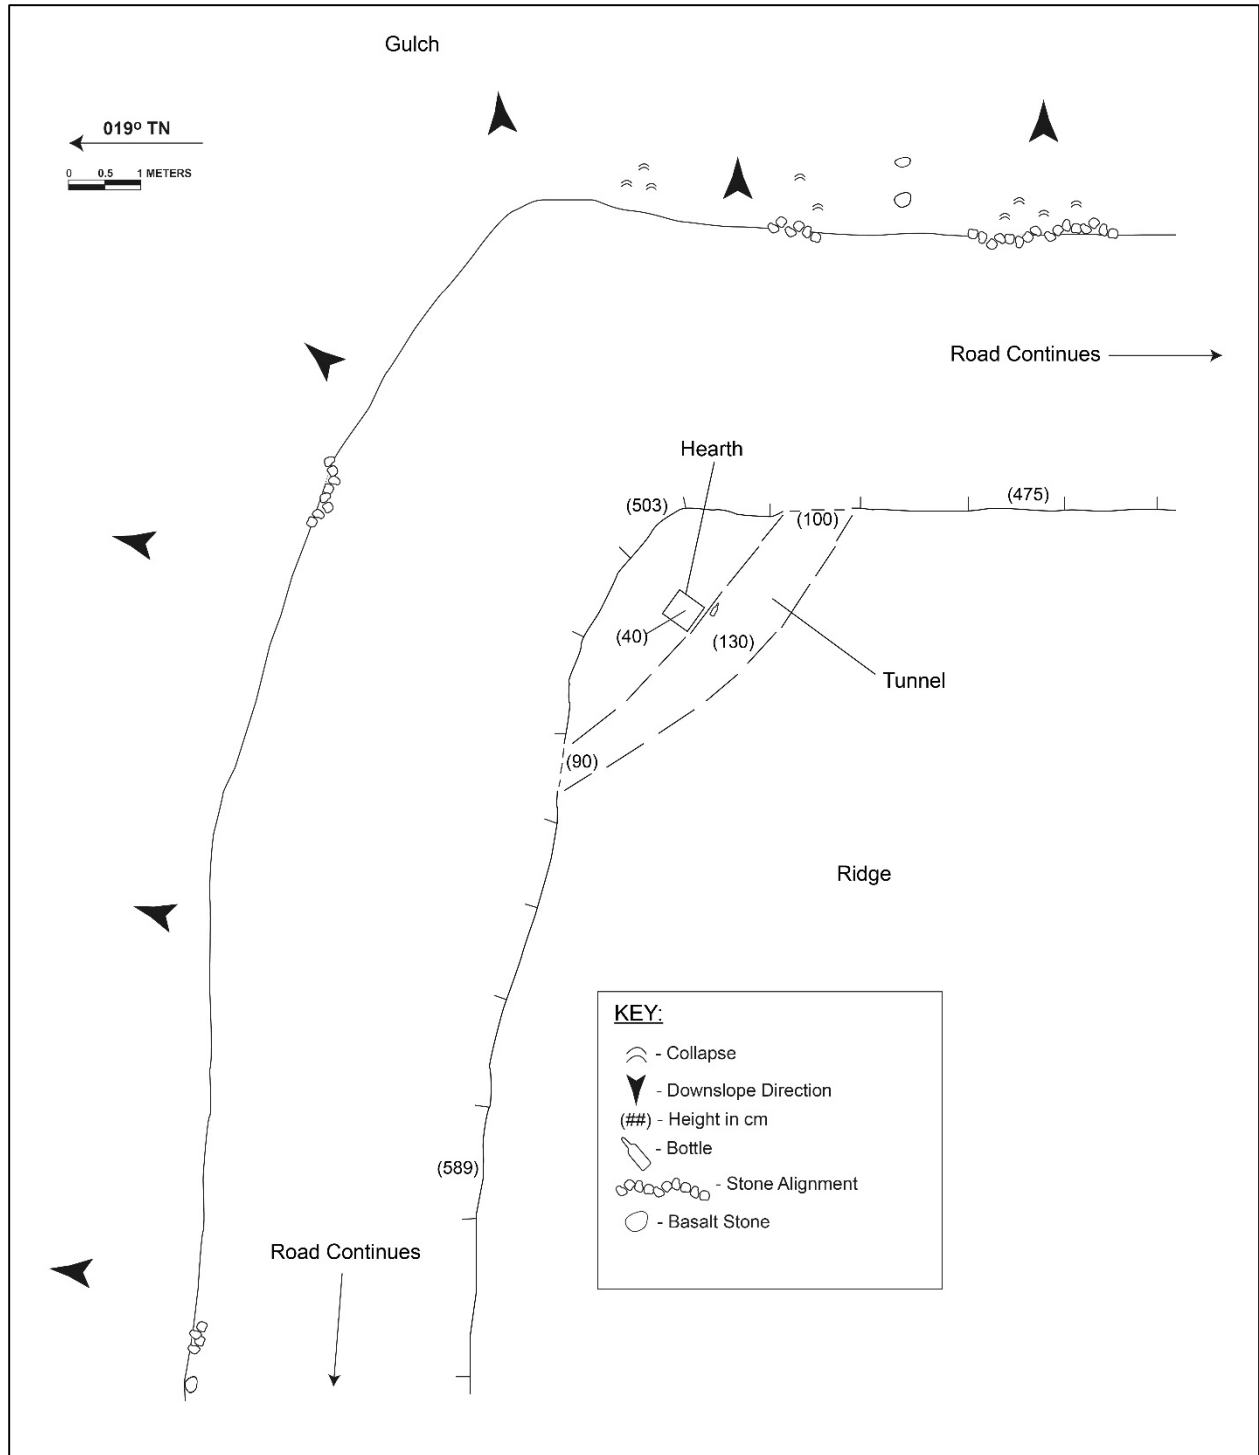 Gulch
019º TN
0 0.5 1 METERS
Road Continues
Hearth
(503)
(475)
(100)
(40)
(130)
Tunnel
(90)
Ridge
KEY:
- Collapse
- Downslope Direction
(##) - Height in cm
- Bottle
- Stone Alignment
- Basalt Stone
(589)
Road Continues